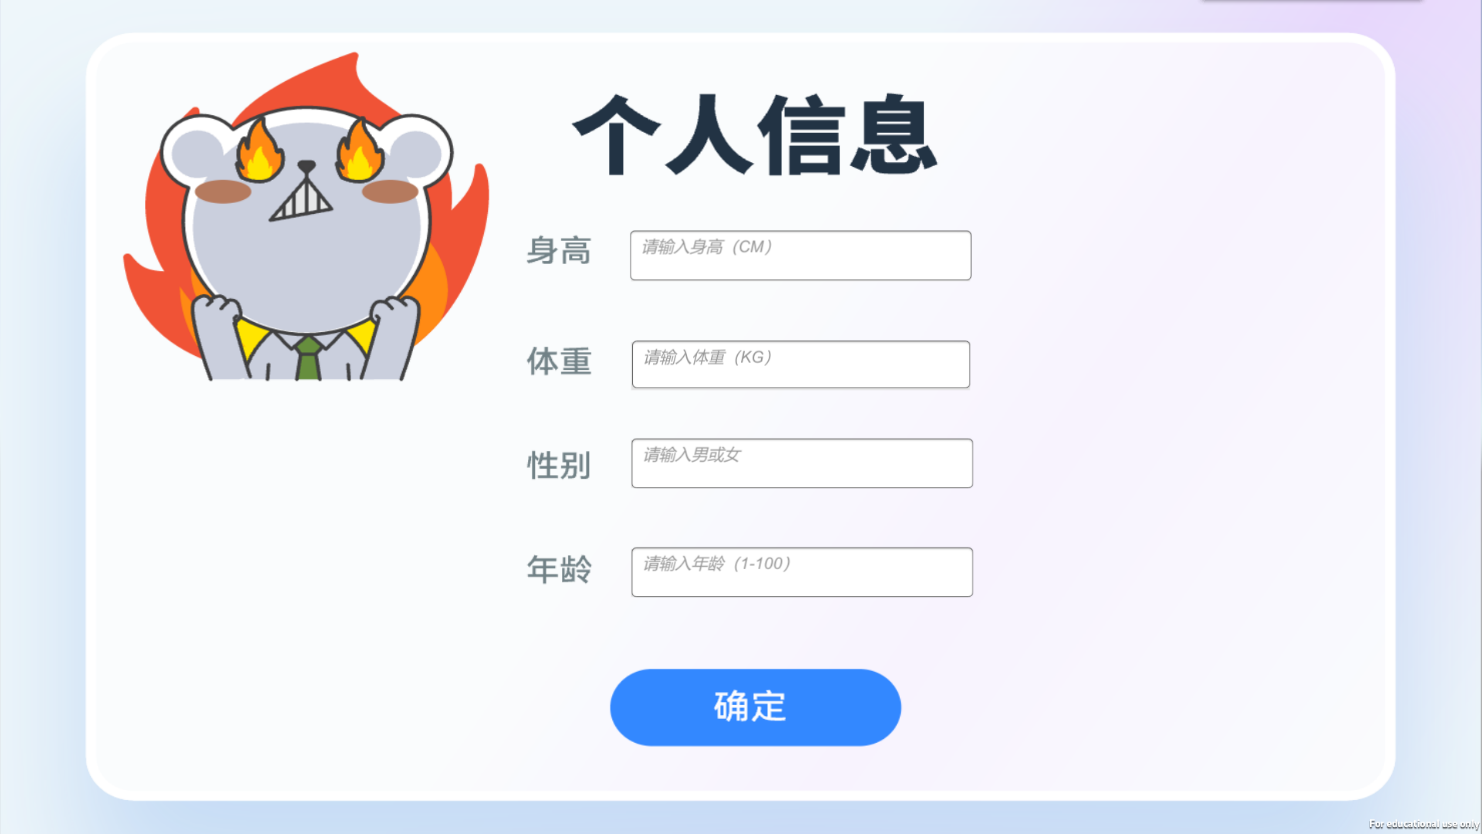 个人信息
身高 请输入身高（CM）
体重 请输入体重（KG）
性别 请输入男或女
年龄 请输入年龄（1-100）
确定
For educational use only